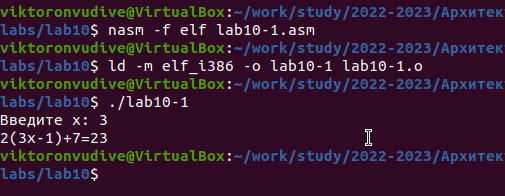 viktoronvudive@VirtualBox:~/work/study/2022-2023/Архитек
labs/lab10$ nasm -f elf lab10-1.asm
viktoronvudive@VirtualBox:~/work/study/2022-2023/Архитек
labs/lab10$ ld -m elf_i386 -o lab10-1 lab10-1.o
viktoronvudive@VirtualBox:~/work/study/2022-2023/Архитек
labs/lab10$ ./lab10-1
Введите x: 3
2(3x-1)+7=23
viktoronvudive@VirtualBox:~/work/study/2022-2023/Архитек
labs/lab10$